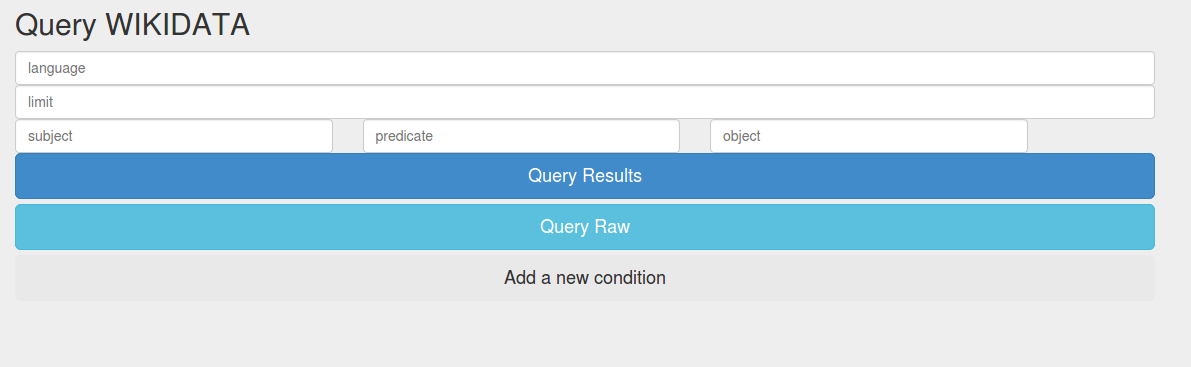 Query WIKIDATA
language
limit
subject predicate object
Query Results
Query Raw
Add a new condition